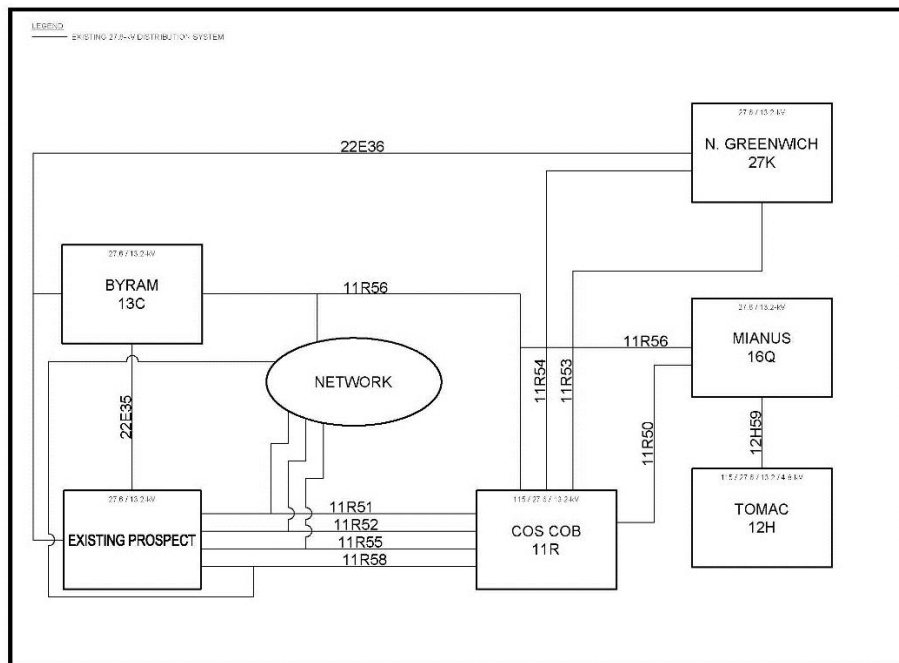 LEGEND
EXISTING 27.6-kV DISTRIBUTION SYSTEM
27.6 / 13.2-kV
N. GREENWICH
27K
22E36
27.6 / 13.2-kV
BYRAM
13C
11R56
27.6 / 13.2-kV
MIANUS
16Q
11R56
11R54
11R53
NETWORK
22E35
11R50
12H59
27.6 / 13.2-kV
EXISTING PROSPECT
11R51
11R52
11R55
11R58
115 / 27.6 / 13.2-kV
COS COB
11R
115 / 27.6 / 13.2 / 4.8-kV
TOMAC
12H